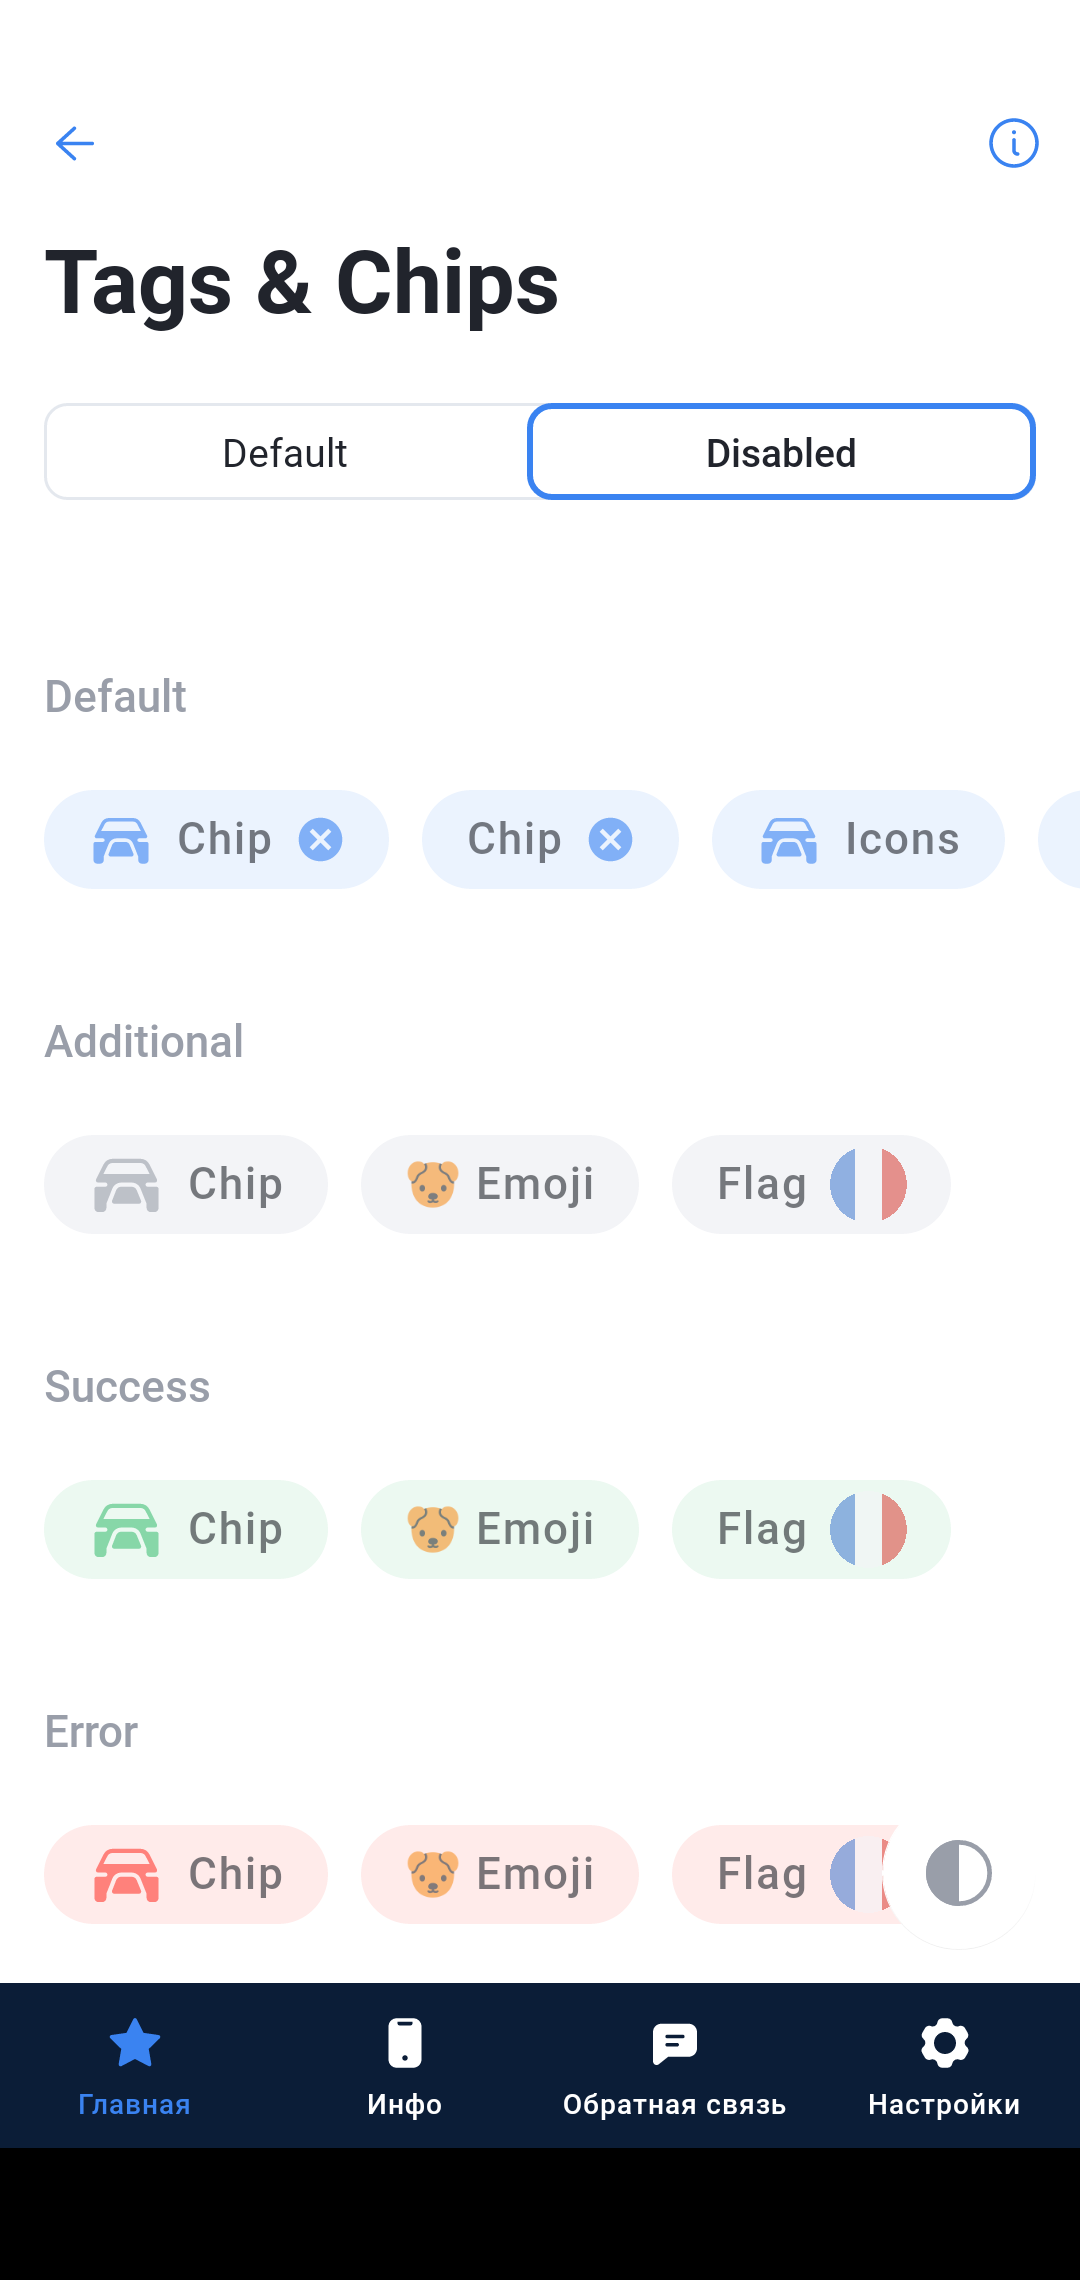 Tags & Chips
Default Disabled
Default
Chip Chip Icons
Additional
Chip Emoji Flag
Success
Chip Emoji Flag
Error
Chip Emoji Flag
Главная Инфо Обратная связь Настройки